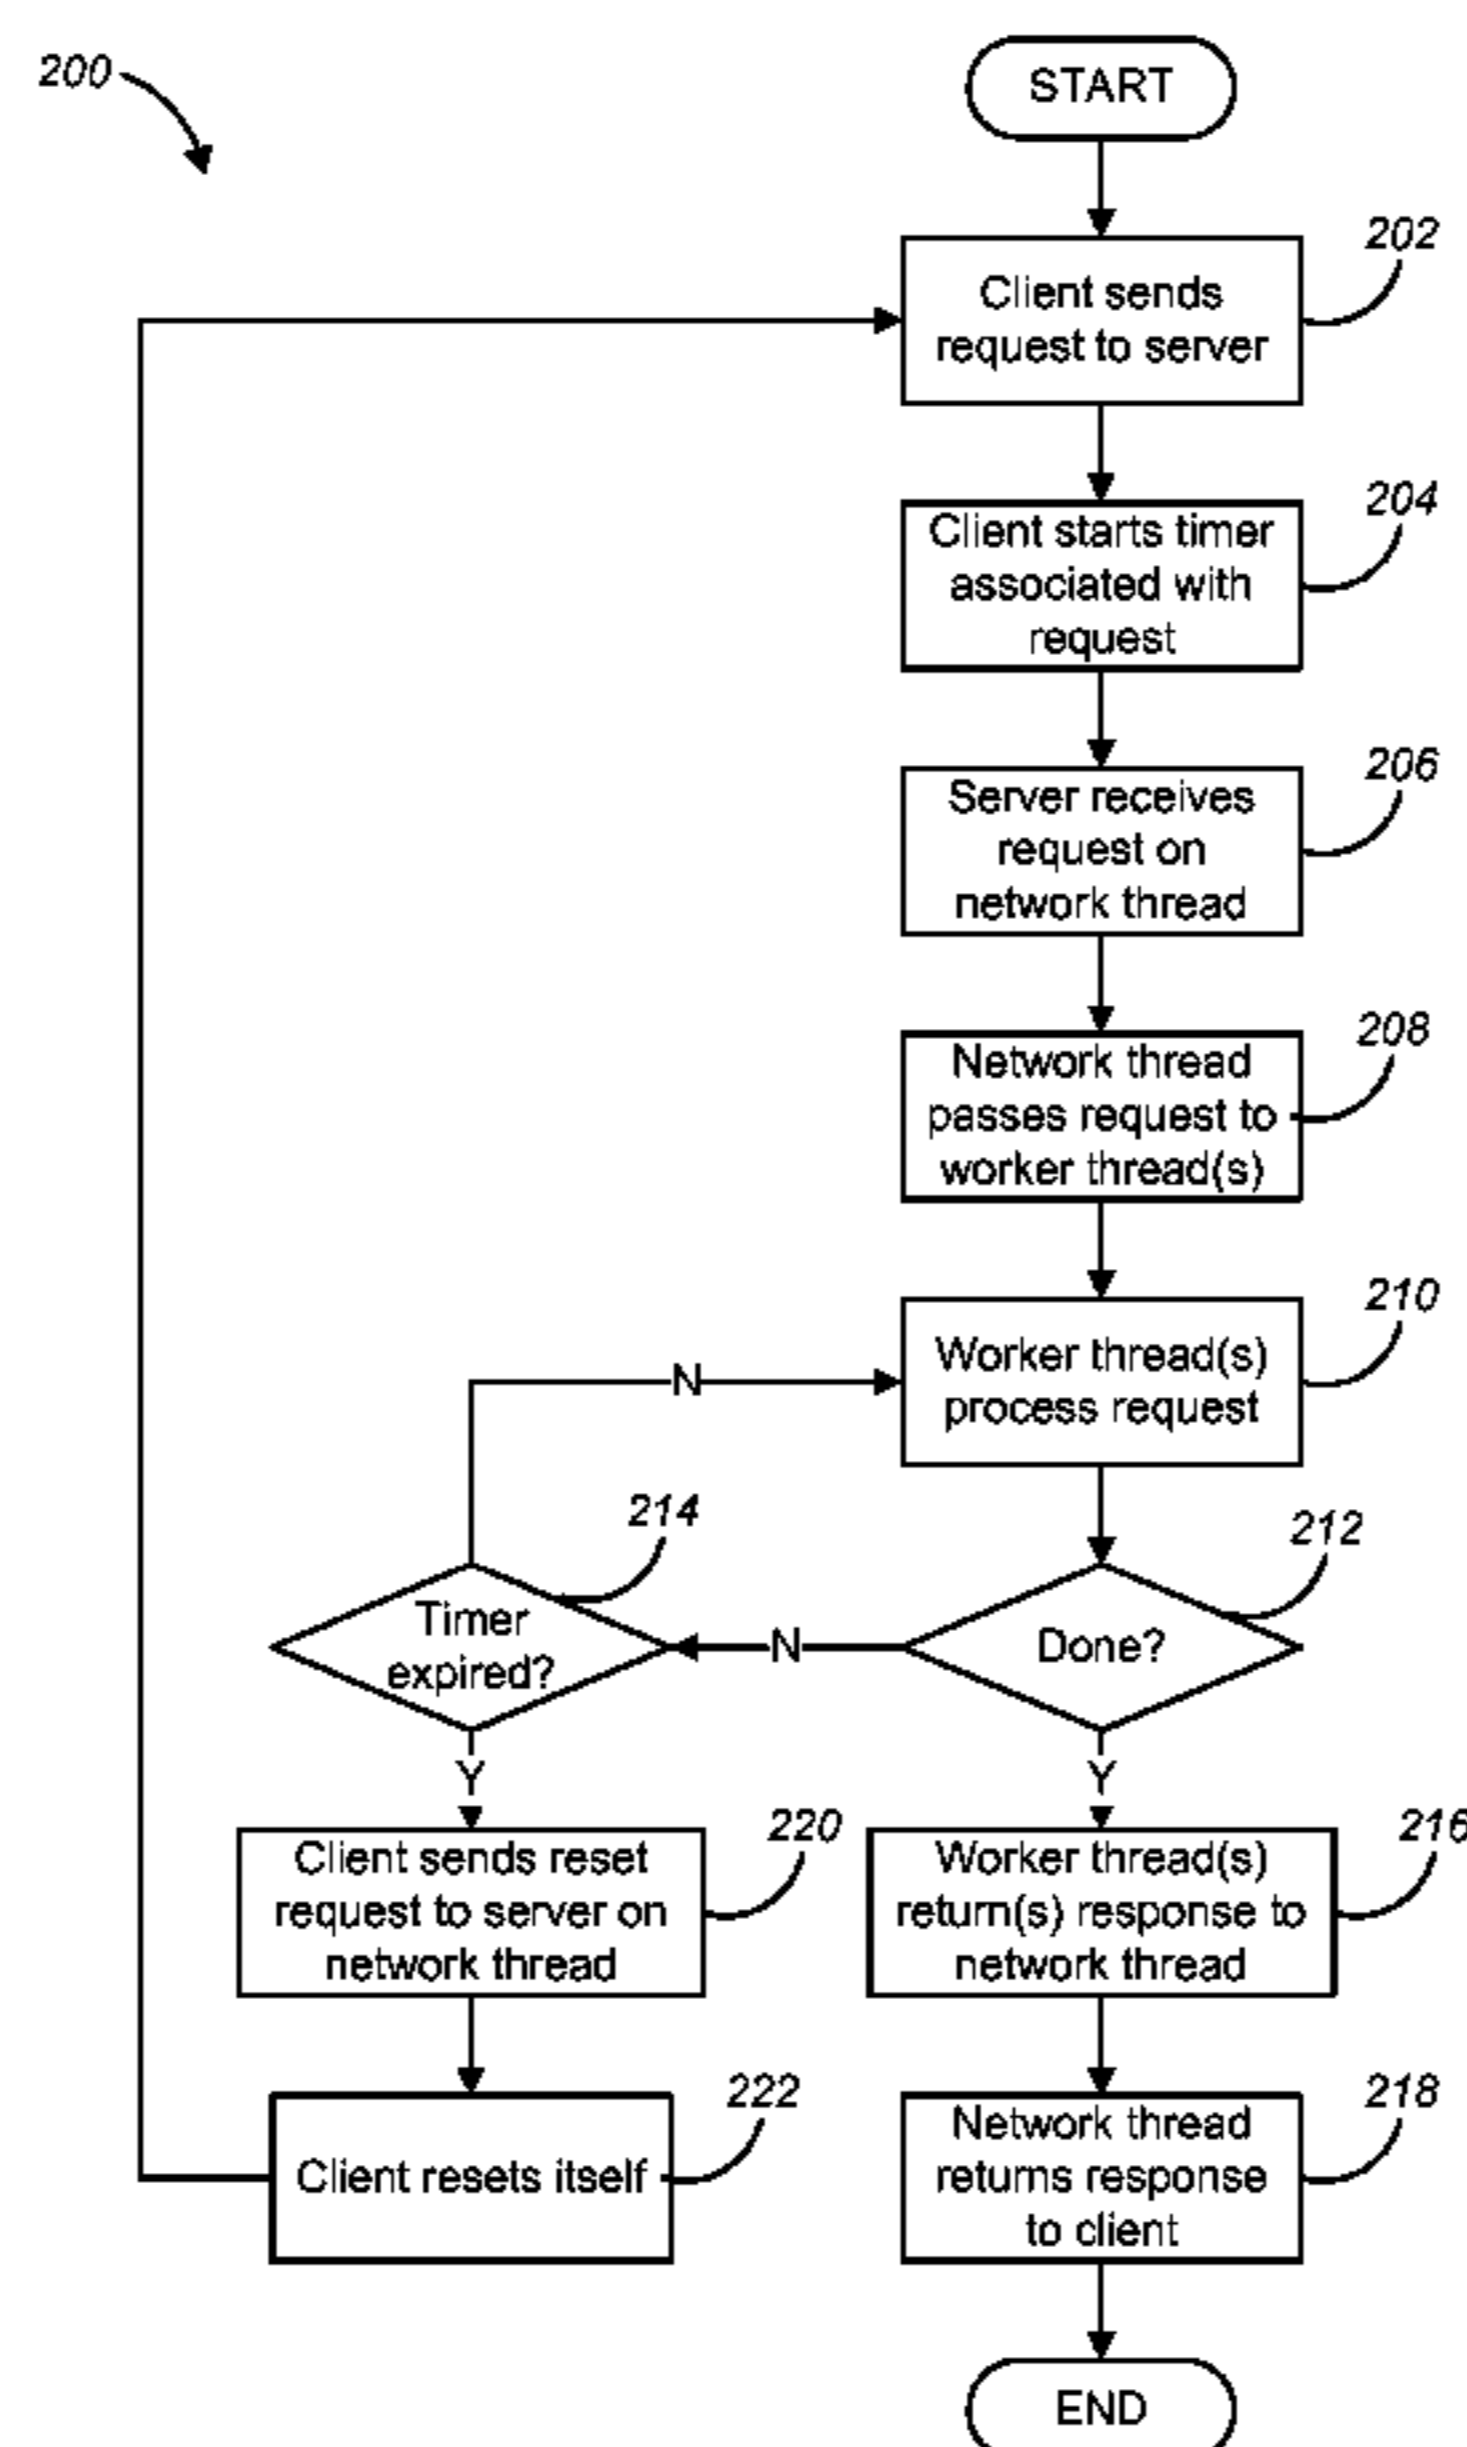 200
START
202
Client sends
request to server
204
Client starts timer
associated with
request
206
Server receives
request on
network thread
208
Network thread
passes request to
worker thread(s)
210
Worker thread(s)
process request
N
214
212
Timer
expired?
N
Done?
Y
Y
220
216
Client sends reset
request to server on
network thread
Worker thread(s)
return(s) response to
network thread
222
218
Client resets itself
Network thread
returns response
to client
END